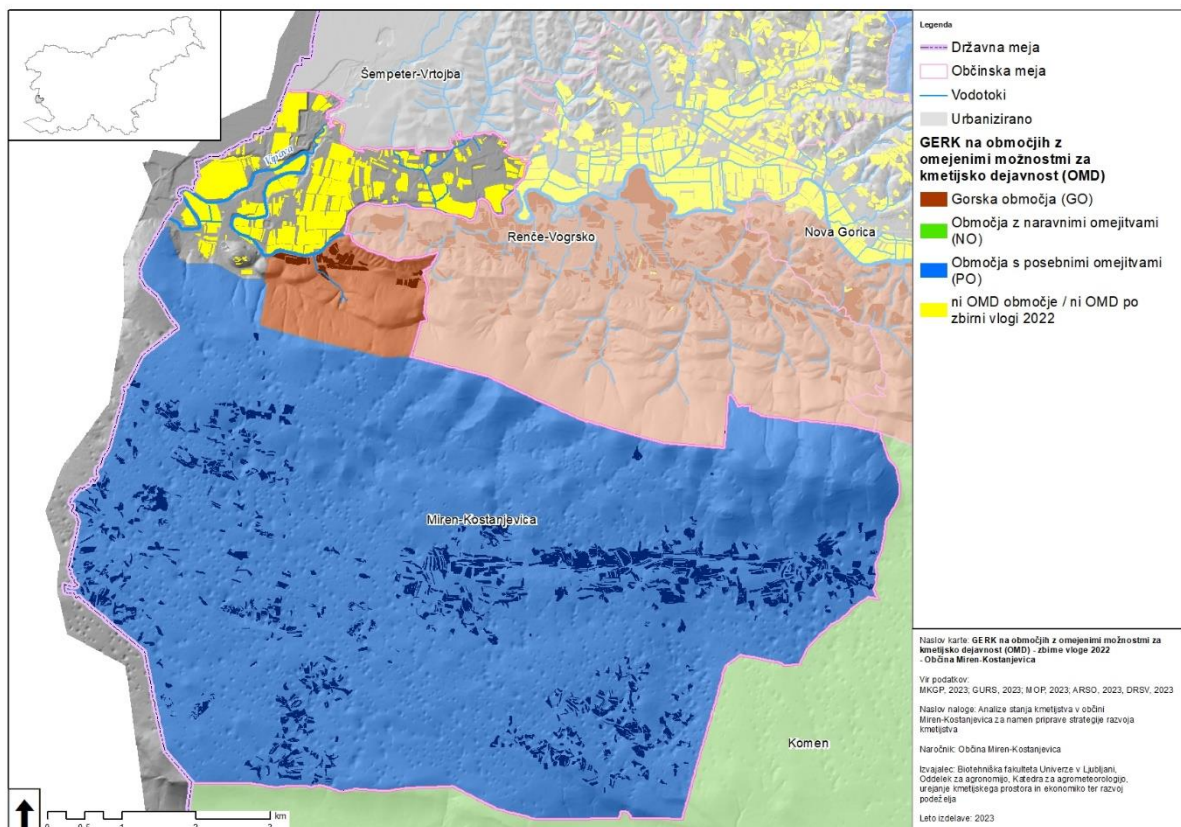 Šempeter-Vrtojba
Vipava
Renče-Vogrsko
Nova Gorica
Miren-Kostanjevica
Komen
0
1
2
3
km
Legenda
Državna meja
Občinska meja
Vodotoki
Urbanizirano
GERK na območjih z
omejenimi možnostmi za
kmetijsko dejavnost (OMD)
Gorska območja (GO)
Območja z naravnimi omejitvami
(NO)
Območja s posebnimi omejitvami
(PO)
ni OMD območje / ni OMD po
zbirni vlogi 2022
Naslov karte: GERK na območjih z omejenimi možnostmi za
kmetijsko dejavnost (OMD) - zbirne vloge 2022
- Občina Miren-Kostanjevica
Vir podatkov:
MKGP, 2023; GURS, 2023; MOP, 2023; ARSO, 2023, DRSV, 2023
Naslov naloge: Analize stanja kmetijstva v občini
Miren-Kostanjevica za namen priprave strategije razvoja
kmetijstva
Naročnik: Občina Miren-Kostanjevica
Izvajalec: Biotehniška fakulteta Univerze v Ljubljani,
Oddelek za agronomijo, Katedra za agrometeorologijo,
urejanje kmetijskega prostora in ekonomiko ter razvoj
podeželja
Leto izdelave: 2023